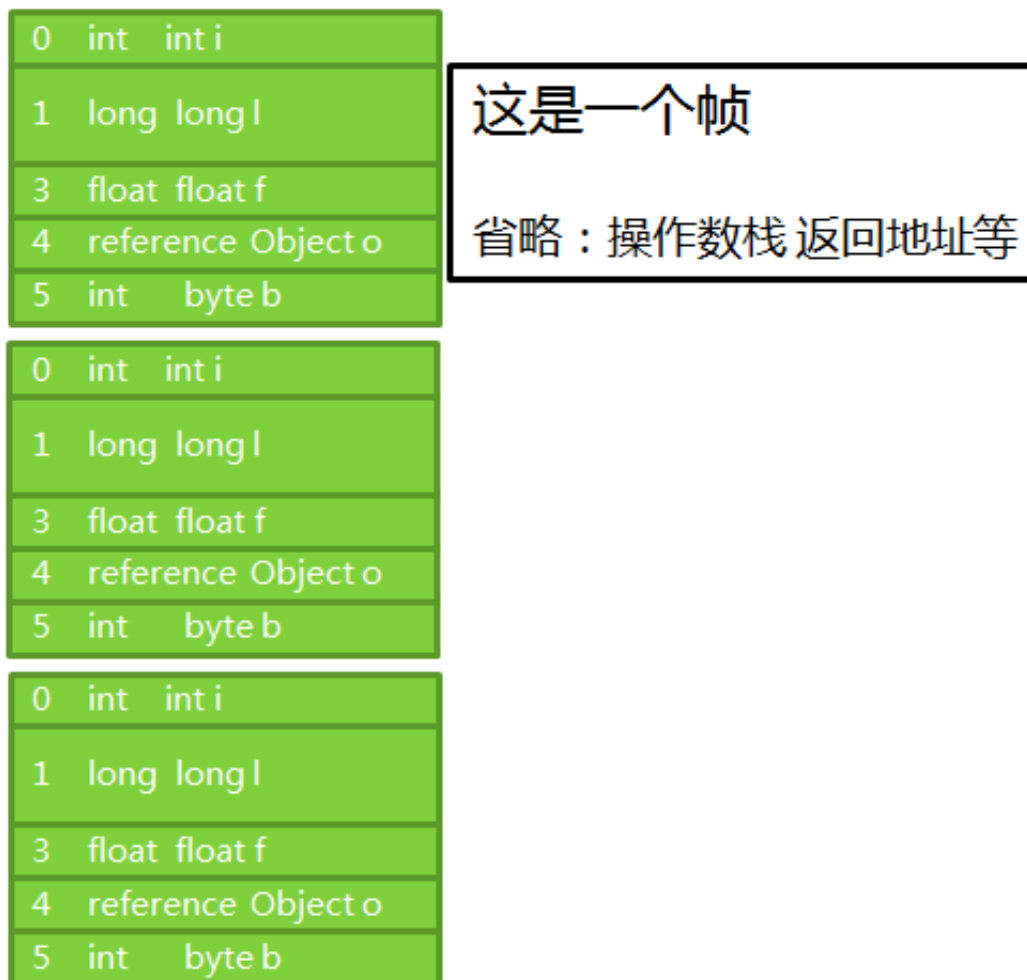 0 int int i
1 long long l
3 float float f
4 reference Object o
5 int byte b
这是一个帧
省略：操作数栈 返回地址等
0 int int i
1 long long l
3 float float f
4 reference Object o
5 int byte b
0 int int i
1 long long l
3 float float f
4 reference Object o
5 int byte b